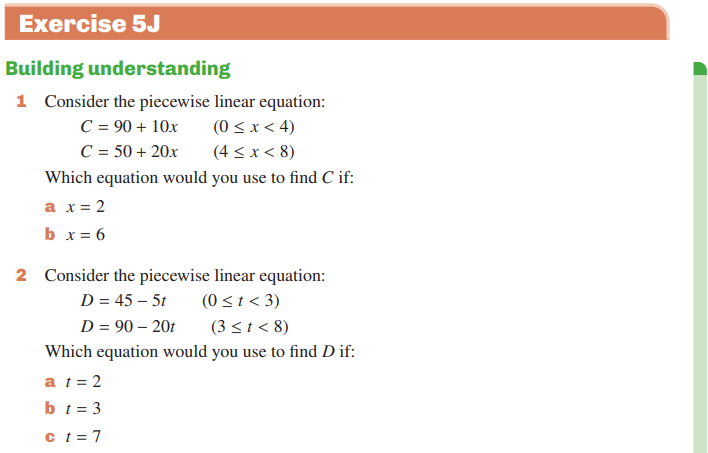 Exercise 5J
Building understanding
1 Consider the piecewise linear equation:
C = 90 + 10x (0 ≤ x < 4)
C = 50 + 20x (4 ≤ x < 8)
Which equation would you use to find C if:
a x = 2
b x = 6
2 Consider the piecewise linear equation:
D = 45 – 5t (0 ≤ t < 3)
D = 90 – 20t (3 ≤ t < 8)
Which equation would you use to find D if:
a t = 2
b t = 3
c t = 7